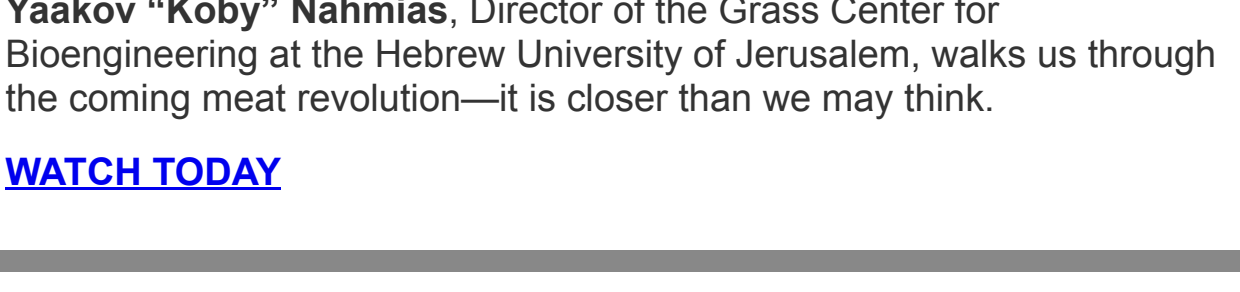 Yaakov “Koby” Nahmias, Director of the Grass Center for
Bioengineering at the Hebrew University of Jerusalem, walks us through
the coming meat revolution—it is closer than we may think.
WATCH TODAY